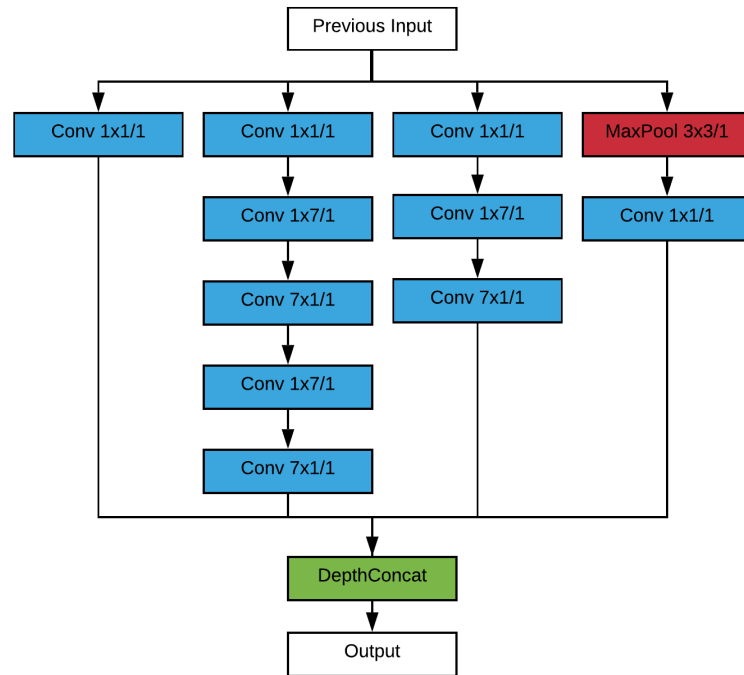 Previous Input
Conv 1x1/1
Conv 1x1/1
Conv 1x1/1
MaxPool 3x3/1
Conv 1x7/1
Conv 1x7/1
Conv 1x1/1
Conv 7x1/1
Conv 7x1/1
Conv 1x7/1
Conv 7x1/1
DepthConcat
Output